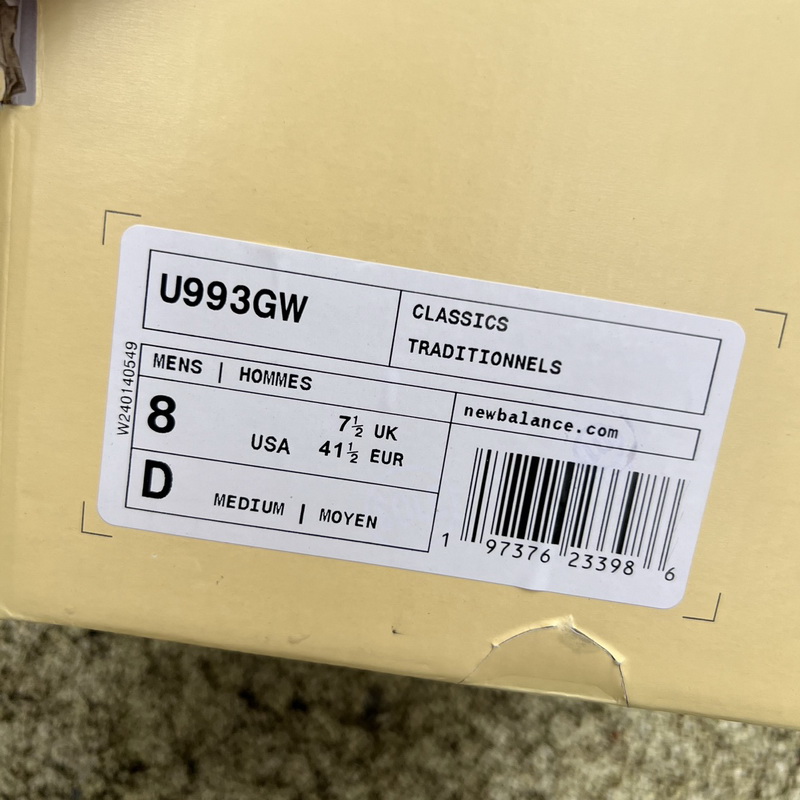 U993GW
CLASSICS
TRADITIONNELS
W240140549
MENS | HOMMES
8
7½ UK
USA 41½ EUR
D
MEDIUM | MOYEN
newbalance.com
1 97376 23398 6